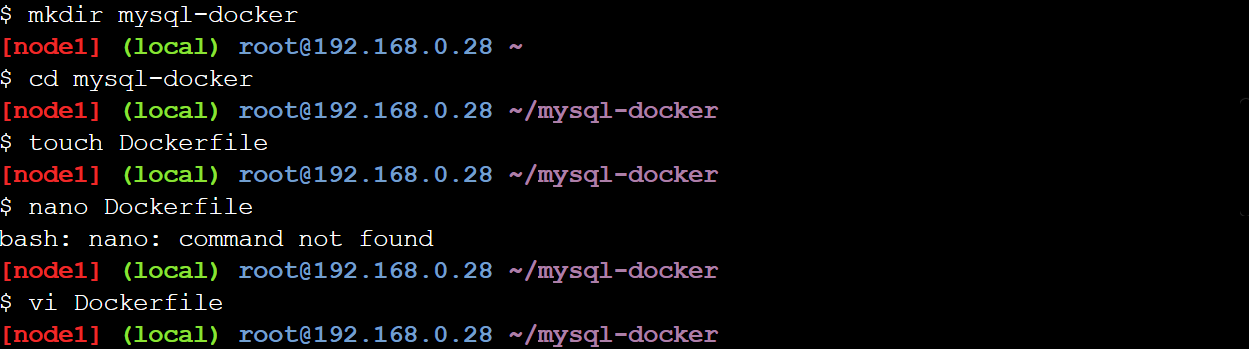 $ mkdir mysql-docker
[node1] (local) root@192.168.0.28 ~
$ cd mysql-docker
[node1] (local) root@192.168.0.28 ~/mysql-docker
$ touch Dockerfile
[node1] (local) root@192.168.0.28 ~/mysql-docker
$ nano Dockerfile
bash: nano: command not found
[node1] (local) root@192.168.0.28 ~/mysql-docker
$ vi Dockerfile
[node1] (local) root@192.168.0.28 ~/mysql-docker